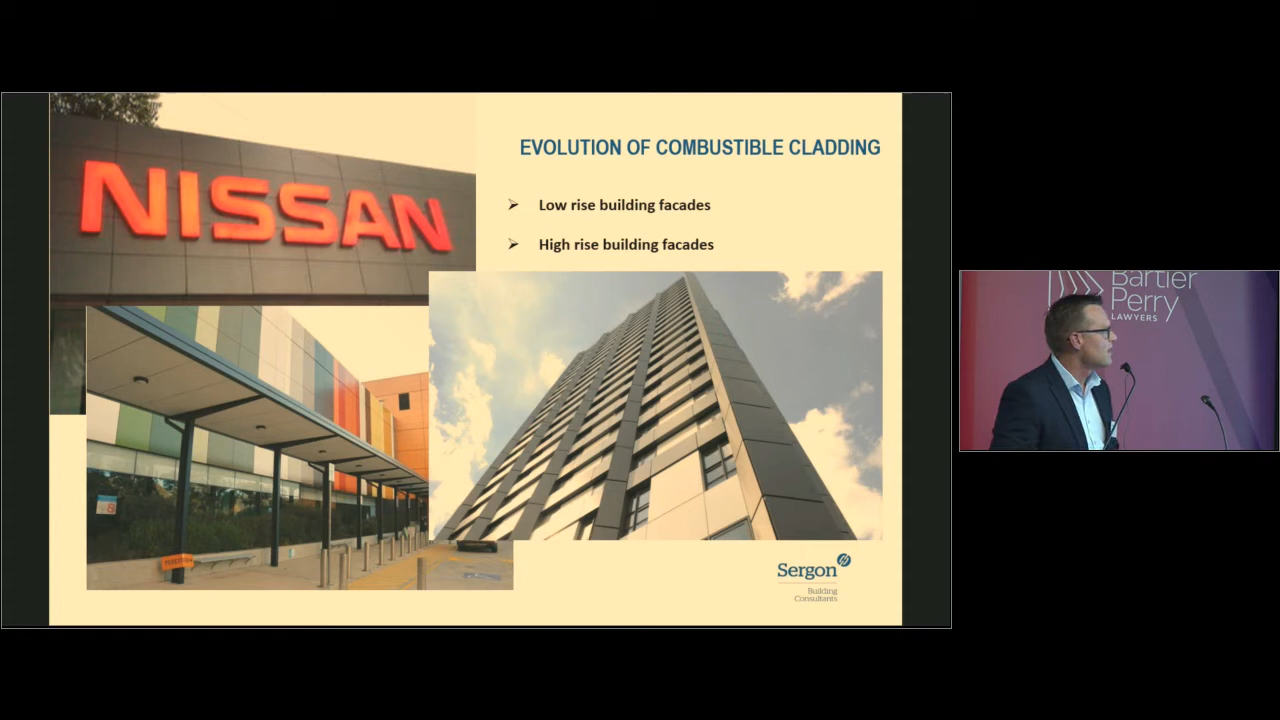 NISSAN
EVOLUTION OF COMBUSTIBLE CLADDING
Low rise building facades
High rise building facades
Sergon
Building
Consultants
Bartier
Perry
LAWYERS